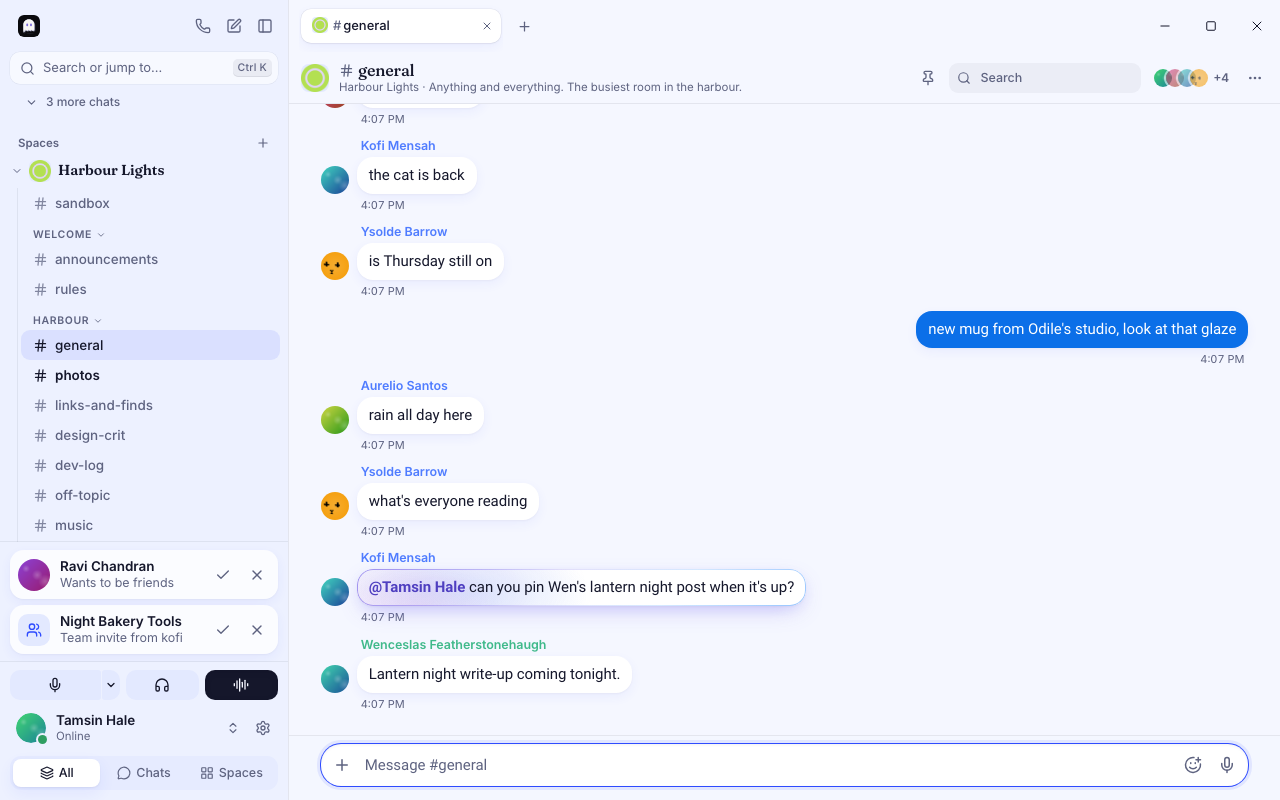 Search or jump to...
Ctrl K
3 more chats
Spaces
Harbour Lights
# sandbox
WELCOME
# announcements
# rules
HARBOUR
# general
# photos
# links-and-finds
# design-crit
# dev-log
# off-topic
# music
Ravi Chandran
Wants to be friends
Night Bakery Tools
Team invite from kofi
Tamsin Hale
Online
All
Chats
Spaces
# general
# general
Harbour Lights · Anything and everything. The busiest room in the harbour.
Search
+4
4:07 PM
Kofi Mensah
the cat is back
4:07 PM
Ysolde Barrow
is Thursday still on
4:07 PM
new mug from Odile's studio, look at that glaze
4:07 PM
Aurelio Santos
rain all day here
4:07 PM
Ysolde Barrow
what's everyone reading
4:07 PM
Kofi Mensah
@Tamsin Hale can you pin Wen's lantern night post when it's up?
4:07 PM
Wenceslas Featherstonehaugh
Lantern night write-up coming tonight.
4:07 PM
Message #general